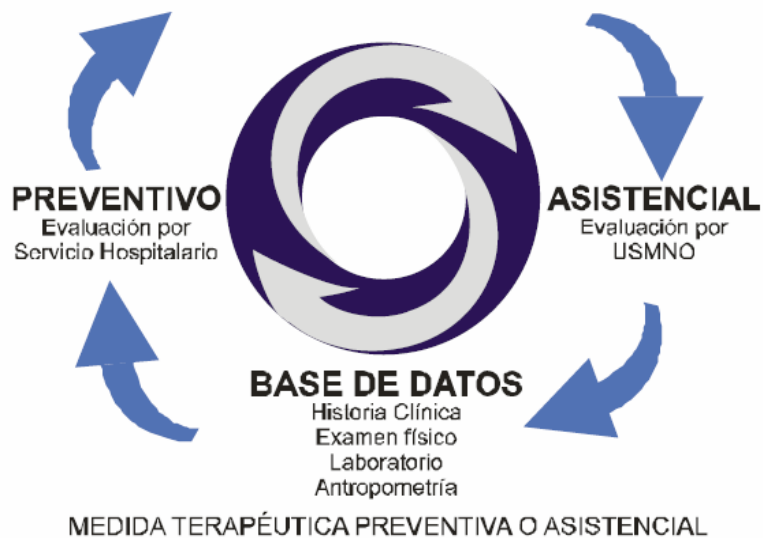 PREVENTIVO
Evaluación por
Servicio Hospitalario
ASISTENCIAL
Evaluación por
USMNO
BASE DE DATOS
Historia Clínica
Examen físico
Laboratorio
Antropometría
MEDIDA TERAPÉUTICA PREVENTIVA O ASISTENCIAL